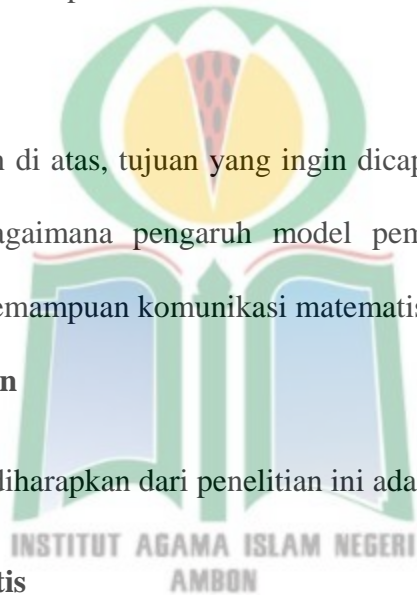 n di atas, tujuan yang ingin dicap
agaimana pengaruh model pem
emampuan komunikasi matematis
an
diharapkan dari penelitian ini ada
INSTITUT AGAMA ISLAM NEGERI
AMBON
tis